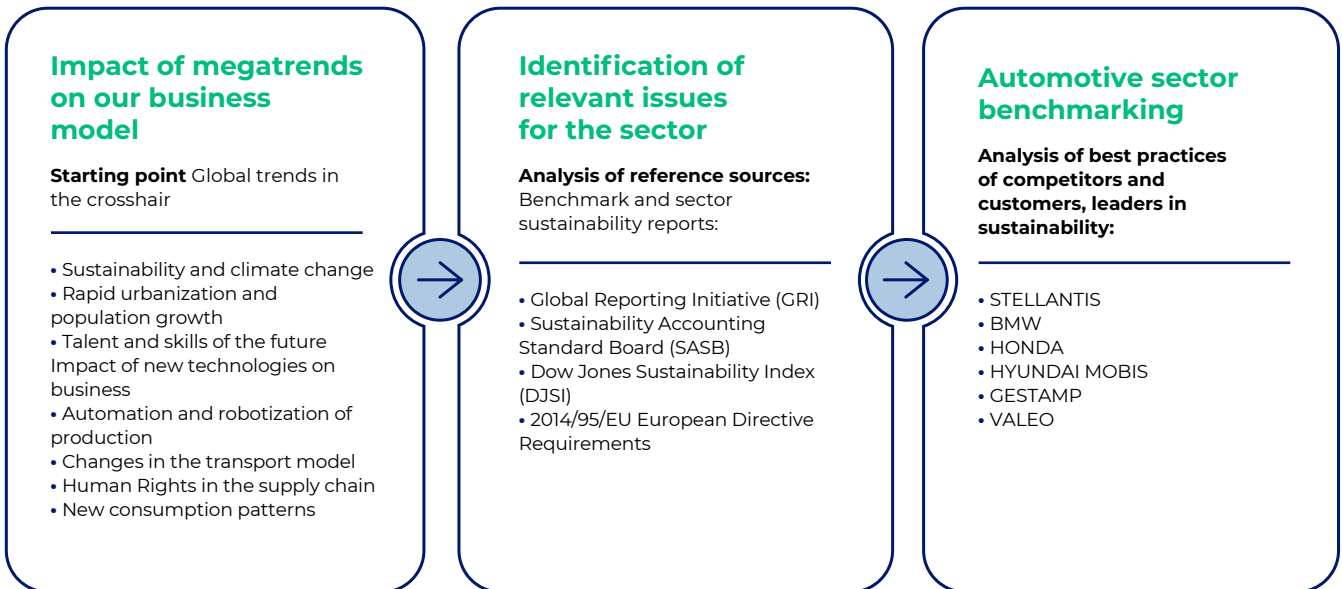 Impact of megatrends
on our business
model
Starting point Global trends in
the crosshair
• Sustainability and climate change
• Rapid urbanization and
population growth
• Talent and skills of the future
Impact of new technologies on
business
• Automation and robotization of
production
• Changes in the transport model
• Human Rights in the supply chain
• New consumption patterns
Identification of
relevant issues
for the sector
Analysis of reference sources:
Benchmark and sector
sustainability reports:
• Global Reporting Initiative (GRI)
• Sustainability Accounting
Standard Board (SASB)
• Dow Jones Sustainability Index
(DJSI)
• 2014/95/EU European Directive
Requirements
Automotive sector
benchmarking
Analysis of best practices
of competitors and
customers, leaders in
sustainability:
• STELLANTIS
• BMW
• HONDA
• HYUNDAI MOBIS
• GESTAMP
• VALEO